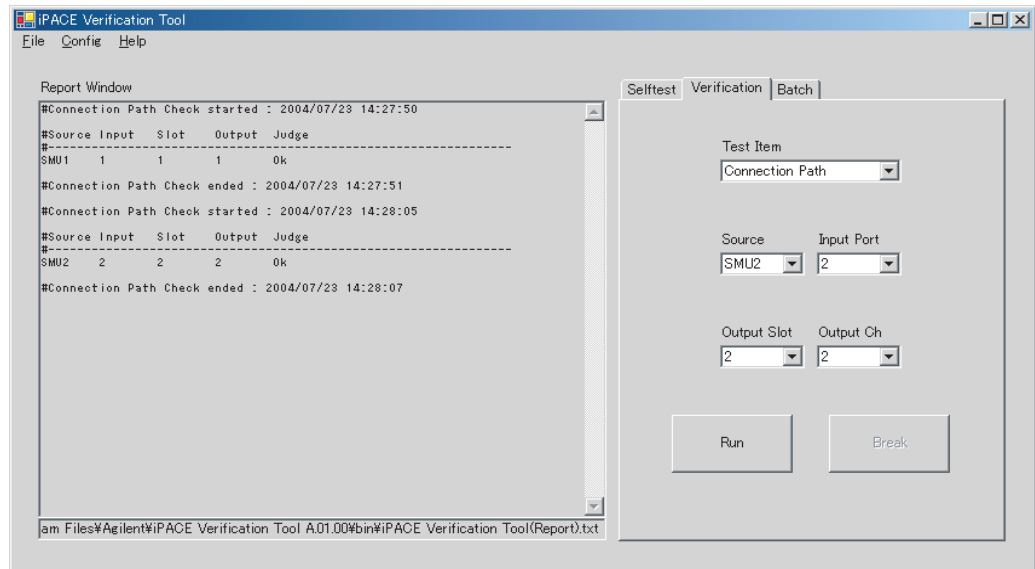 iPACE Verification Tool
File Config Help
Report Window
#Connection Path Check started : 2004/07/23 14:27:50
#Source Input Slot Output Judge
#---------------------------------------------------------------
SMU1 1 1 1 Ok
#Connection Path Check ended : 2004/07/23 14:27:51
#Connection Path Check started : 2004/07/23 14:28:05
#Source Input Slot Output Judge
#---------------------------------------------------------------
SMU2 2 2 2 Ok
#Connection Path Check ended : 2004/07/23 14:28:07
am Files¥Agilent¥iPACE Verification Tool A.01.00¥bin¥iPACE Verification Tool(Report).txt
Selftest Verification Batch
Test Item
Connection Path
Source Input Port
SMU2 2
Output Slot Output Ch
2 2
Run Break